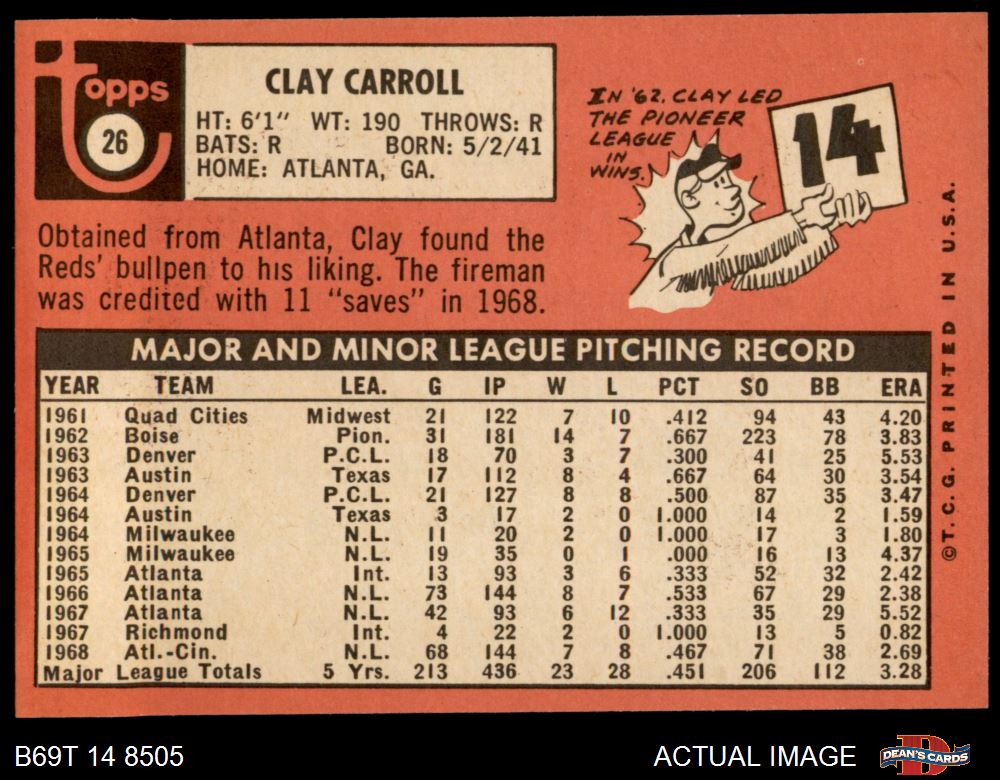 Topps
26
CLAY CARROLL
HT: 6'1" WT: 190 THROWS: R
BATS: R BORN: 5/2/41
HOME: ATLANTA, GA.
IN '62, CLAY LED
THE PIONEER
LEAGUE
IN
WINS.
14
Obtained from Atlanta, Clay found the
Reds' bullpen to his liking. The fireman
was credited with 11 "saves" in 1968.
MAJOR AND MINOR LEAGUE PITCHING RECORD
YEAR TEAM LEA. G IP W L PCT SO BB ERA
1961 Quad Cities Midwest 21 122 7 10 .412 94 43 4.20
1962 Boise Pion. 31 181 14 7 .667 223 78 3.83
1963 Denver P.C.L. 18 70 3 7 .300 41 25 5.53
1963 Austin Texas 17 112 8 4 .667 64 30 3.54
1964 Denver P.C.L. 21 127 8 8 .500 87 35 3.47
1964 Austin Texas 3 17 2 0 1.000 14 2 1.59
1964 Milwaukee N.L. 11 20 2 0 1.000 17 3 1.80
1965 Milwaukee N.L. 19 35 0 1 .000 16 13 4.37
1965 Atlanta Int. 13 93 3 6 .333 52 32 2.42
1966 Atlanta N.L. 73 144 8 7 .533 67 29 2.38
1967 Atlanta N.L. 42 93 6 12 .333 35 29 5.52
1967 Richmond Int. 4 22 2 0 1.000 13 5 0.82
1968 Atl.-Cin. N.L. 68 144 7 8 .467 71 38 2.69
Major League Totals 5 Yrs. 213 436 23 28 .451 206 112 3.28
©T.C.G. PRINTED IN U.S.A.
B69T 14 8505
ACTUAL IMAGE
DEAN'S CARDS